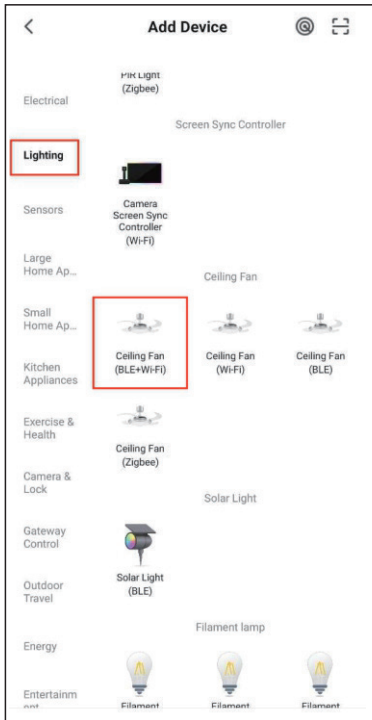 Add Device
Electrical
Lighting
Sensors
Large
Home Ap...
Small
Home Ap...
Kitchen
Appliances
Exercise &
Health
Camera &
Lock
Gateway
Control
Outdoor
Travel
Energy
Entertainm
ent
PIR Light
(Zigbee)
Screen Sync Controller
Camera
Screen Sync
Controller
(Wi-Fi)
Ceiling Fan
Ceiling Fan
(BLE+Wi-Fi)
Ceiling Fan
(Wi-Fi)
Ceiling Fan
(BLE)
Ceiling Fan
(Zigbee)
Solar Light
Solar Light
(BLE)
Filament lamp
Filament
Filament
Filament